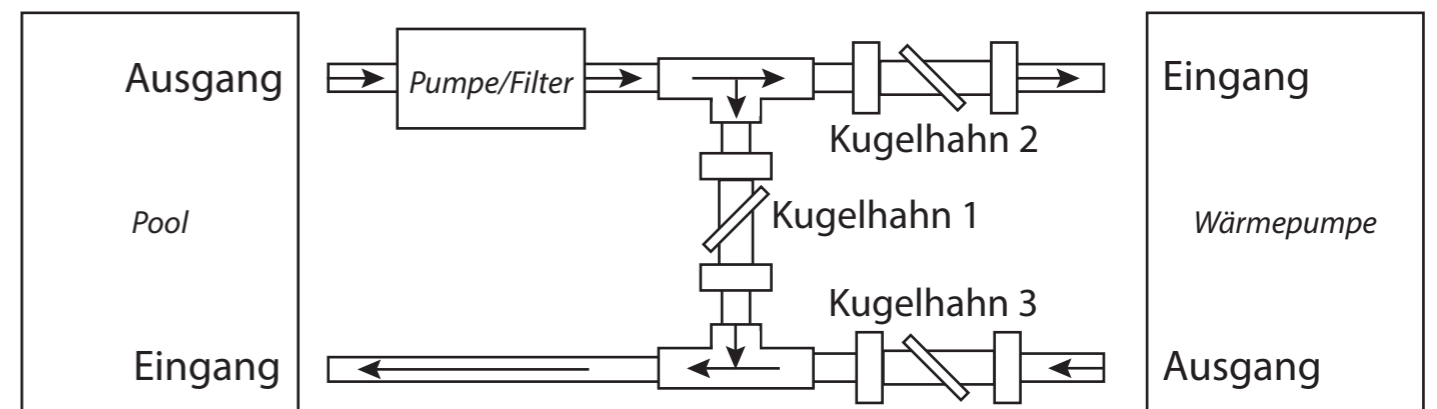 Ausgang
Pumpe/Filter
Eingang
Kugelhahn 2
Pool
Kugelhahn 1
Wärmepumpe
Kugelhahn 3
Eingang
Ausgang